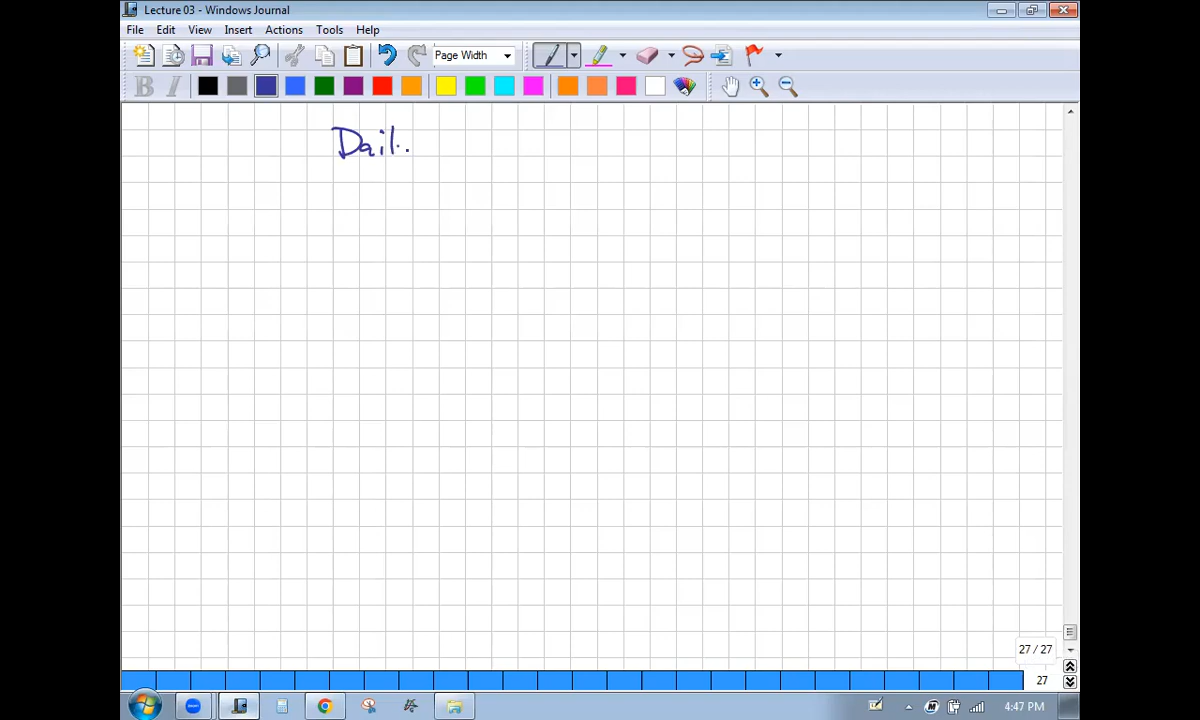 Lecture 03 - Windows Journal
File Edit View Insert Actions Tools Help
Page Width
B I
Dail
27 / 27
27
4:47 PM